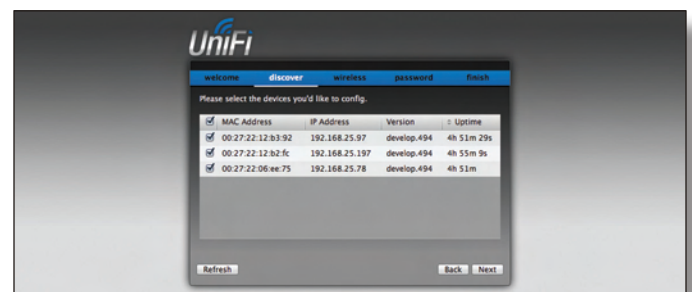 UniFi
welcome discover wireless password finish
Please select the devices you'd like to config.
MAC Address IP Address Version Uptime
00:27:22:12:b3:92 192.168.25.97 develop.494 4h 51m 29s
00:27:22:12:b2:fc 192.168.25.197 develop.494 4h 55m 9s
00:27:22:06:ee:75 192.168.25.78 develop.494 4h 51m
Refresh Back Next